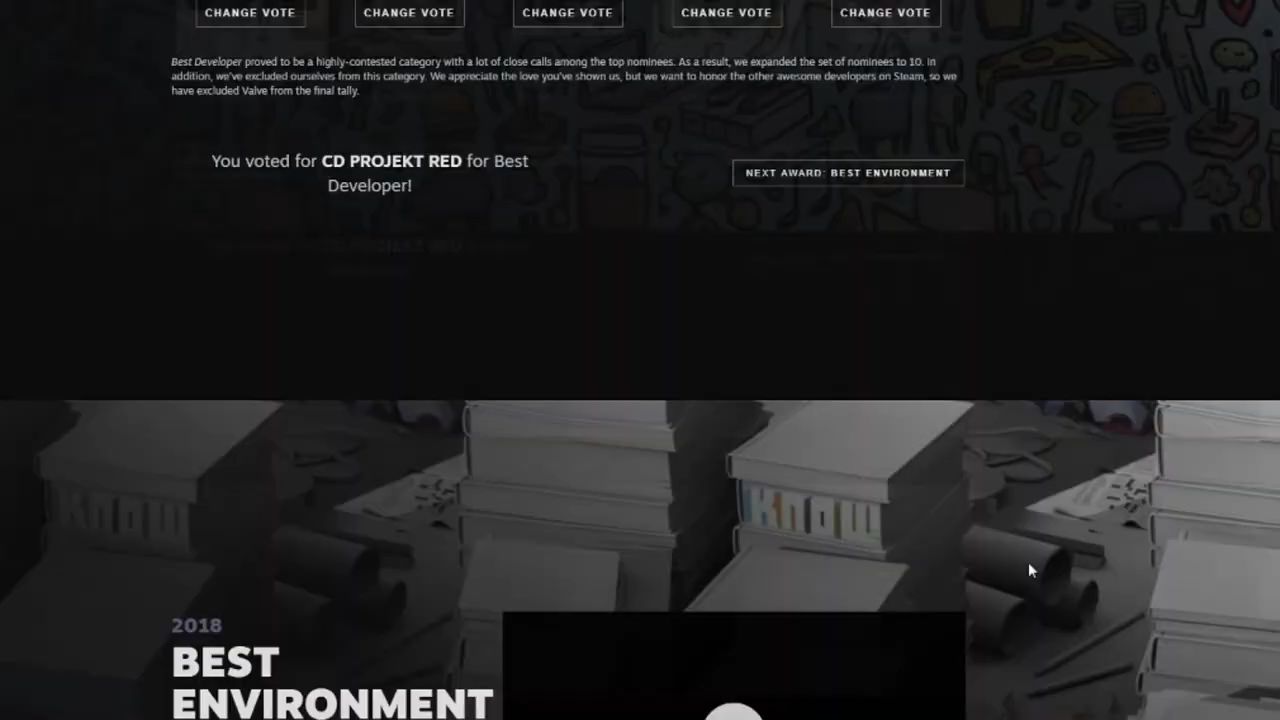 CHANGE VOTE CHANGE VOTE CHANGE VOTE CHANGE VOTE CHANGE VOTE
Best Developer proved to be a highly-contested category with a lot of close calls among the top nominees. As a result, we expanded the set of nominees to 10. In
addition, we've excluded ourselves from this category. We appreciate the love you've shown us, but we want to honor the other awesome developers on Steam, so we
have excluded Valve from the final tally.
You voted for CD PROJEKT RED for Best
Developer!
NEXT AWARD: BEST ENVIRONMENT
Know
Know
2018
BEST
ENVIRONMENT